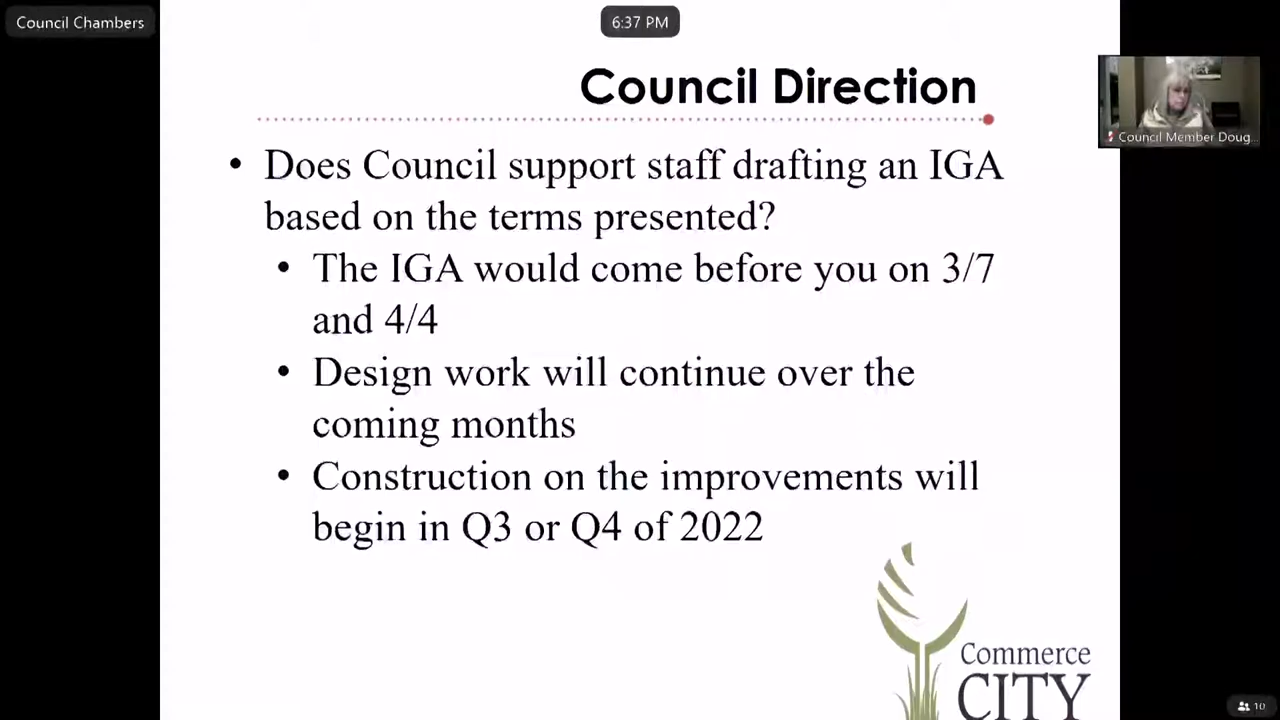 Council Chambers
6:37 PM
Council Direction
Council Member Doug...
• Does Council support staff drafting an IGA
based on the terms presented?
• The IGA would come before you on 3/7
and 4/4
• Design work will continue over the
coming months
• Construction on the improvements will
begin in Q3 or Q4 of 2022
Commerce
CITY
10